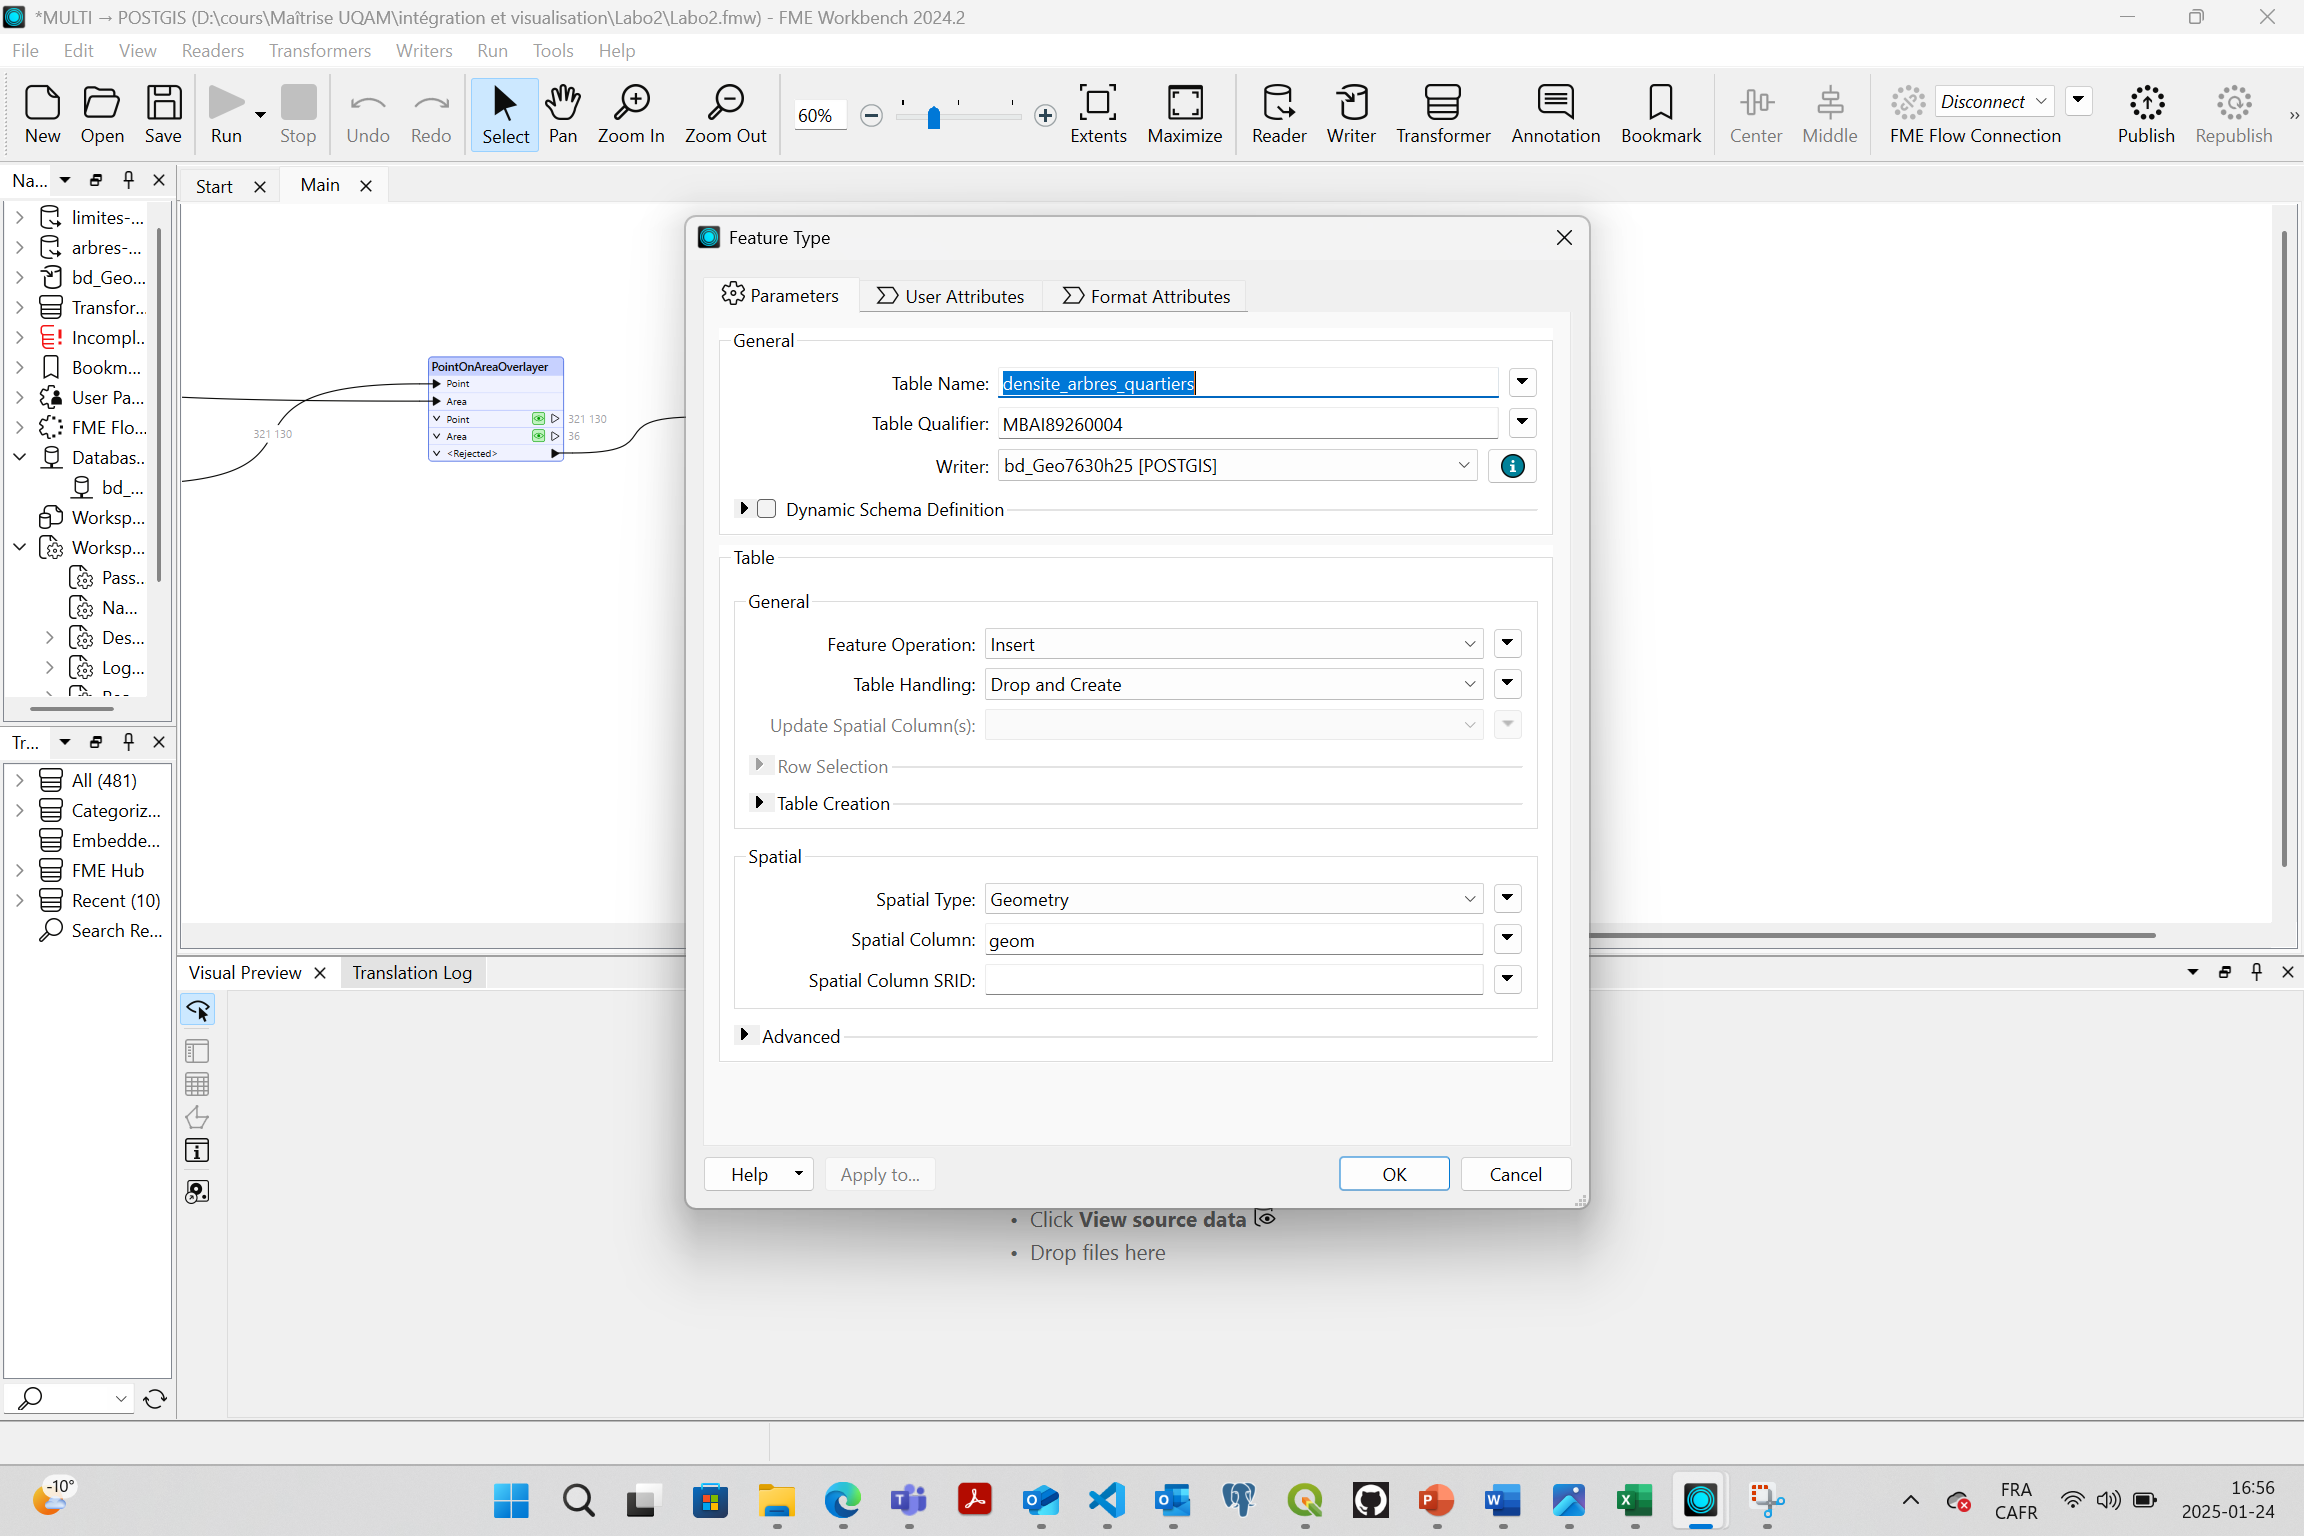 *MULTI → POSTGIS (D:\cours\Maîtrise UQAM\intégration et visualisation\Labo2\Labo2.fmw) - FME Workbench 2024.2
File Edit View Readers Transformers Writers Run Tools Help
New Open Save Run Stop Undo Redo Select Pan Zoom In Zoom Out 60% Extents Maximize Reader Writer Transformer Annotation Bookmark Center Middle Disconnect FME Flow Connection Publish Republish »
Na...
limites-...
arbres-...
bd_Geo...
Transfor...
Incompl...
Bookm...
User Pa...
FME Flo...
Databas...
bd_...
Worksp...
Worksp...
Pass...
Na...
Des...
Log...
Tr...
All (481)
Categoriz...
Embedde...
FME Hub
Recent (10)
Search Re...
Start Main
PointOnAreaOverlayer
Point
Area
Point 321 130
Area 36
<Rejected>
321 130
Feature Type
Parameters User Attributes Format Attributes
General
Table Name: densite_arbres_quartiers
Table Qualifier: MBAI89260004
Writer: bd_Geo7630h25 [POSTGIS]
Dynamic Schema Definition
Table
General
Feature Operation: Insert
Table Handling: Drop and Create
Update Spatial Column(s):
Row Selection
Table Creation
Spatial
Spatial Type: Geometry
Spatial Column: geom
Spatial Column SRID:
Advanced
Help Apply to... OK Cancel
Visual Preview Translation Log
• Click View source data
• Drop files here
-10°
FRA
CAFR
16:56
2025-01-24